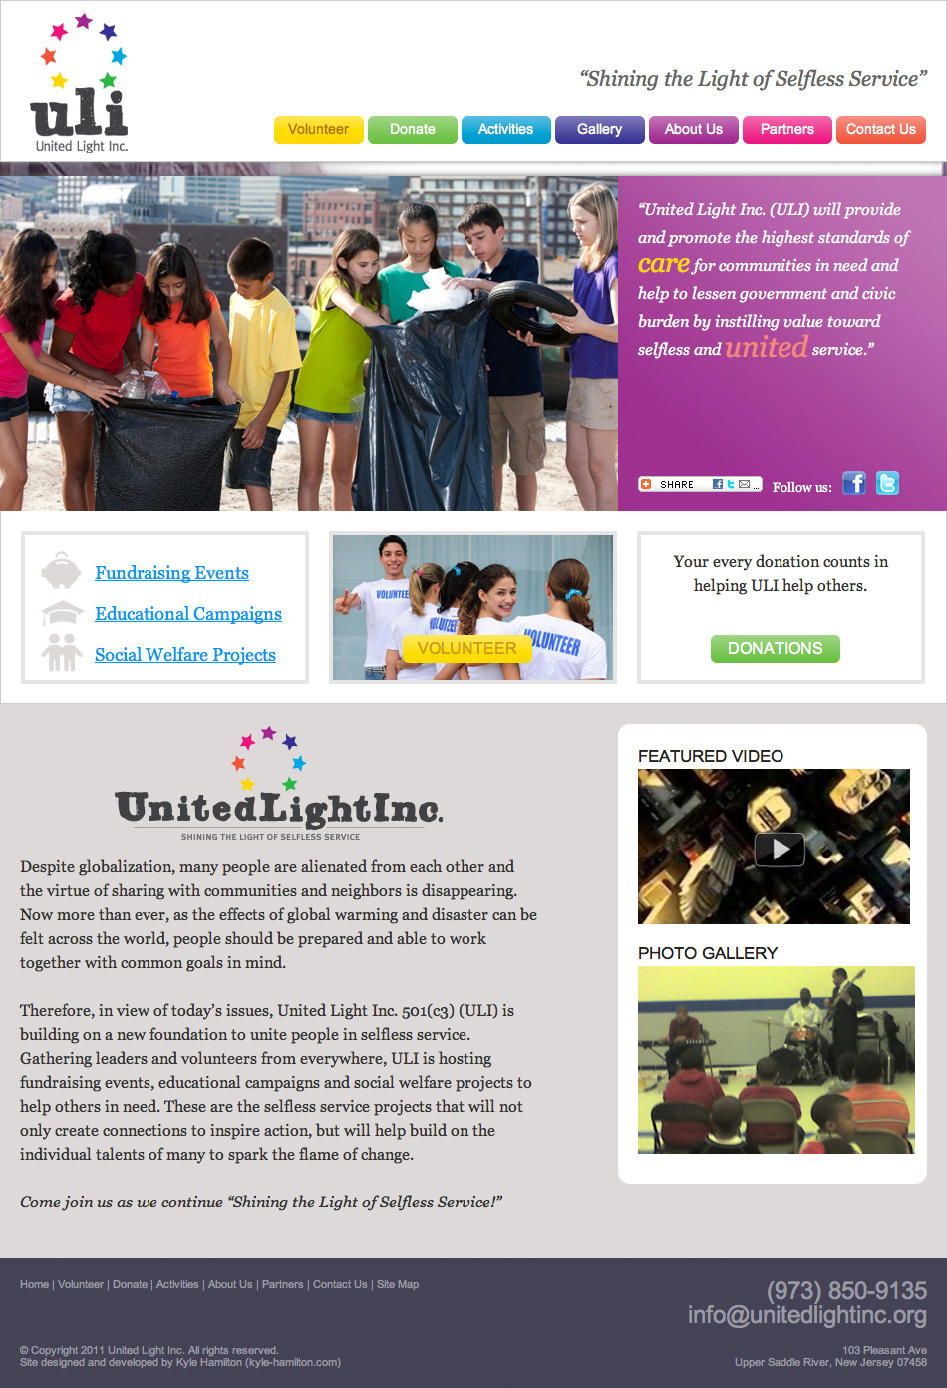 uli
United Light Inc.
“Shining the Light of Selfless Service”
Volunteer Donate Activities Gallery About Us Partners Contact Us
“United Light Inc. (ULI) will provide
and promote the highest standards of
care for communities in need and
help to lessen government and civic
burden by instilling value toward
selfless and united service.”
SHARE ...
Follow us:
Fundraising Events
Educational Campaigns
Social Welfare Projects
VOLUNTEER
VOLUNTEER
VOLUNTEER
VOLUNTEER
VOLUNTEER
Your every donation counts in
helping ULI help others.
DONATIONS
UnitedLightInc.
SHINING THE LIGHT OF SELFLESS SERVICE
Despite globalization, many people are alienated from each other and
the virtue of sharing with communities and neighbors is disappearing.
Now more than ever, as the effects of global warming and disaster can be
felt across the world, people should be prepared and able to work
together with common goals in mind.
Therefore, in view of today’s issues, United Light Inc. 501(c3) (ULI) is
building on a new foundation to unite people in selfless service.
Gathering leaders and volunteers from everywhere, ULI is hosting
fundraising events, educational campaigns and social welfare projects to
help others in need. These are the selfless service projects that will not
only create connections to inspire action, but will help build on the
individual talents of many to spark the flame of change.
Come join us as we continue “Shining the Light of Selfless Service!”
FEATURED VIDEO
PHOTO GALLERY
Home | Volunteer | Donate | Activities | About Us | Partners | Contact Us | Site Map
(973) 850-9135
info@unitedlightinc.org
© Copyright 2011 United Light Inc. All rights reserved.
Site designed and developed by Kyle Hamilton (kyle-hamilton.com)
103 Pleasant Ave
Upper Saddle River, New Jersey 07458